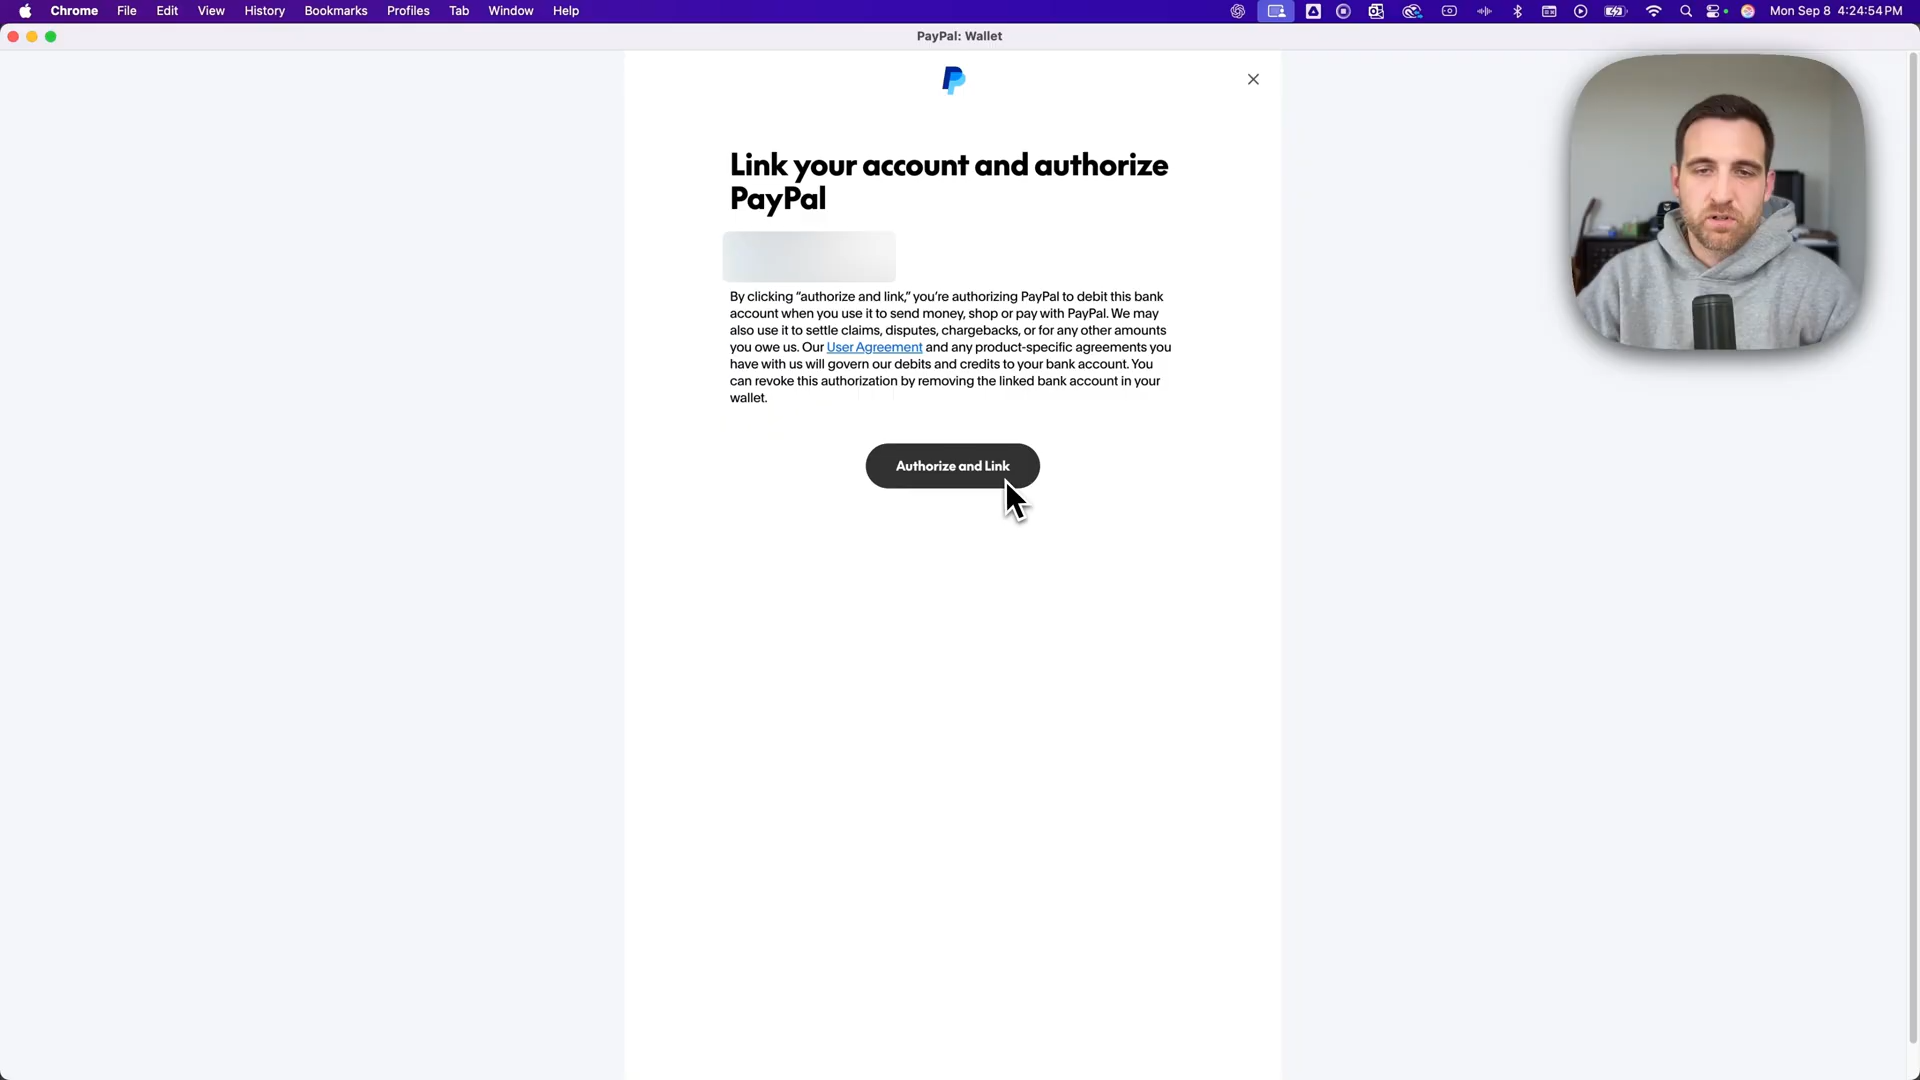 Chrome File Edit View History Bookmarks Profiles Tab Window Help Mon Sep 8 4:24:54 PM
PayPal: Wallet
Link your account and authorize
PayPal
By clicking “authorize and link,” you’re authorizing PayPal to debit this bank
account when you use it to send money, shop or pay with PayPal. We may
also use it to settle claims, disputes, chargebacks, or for any other amounts
you owe us. Our User Agreement and any product-specific agreements you
have with us will govern our debits and credits to your bank account. You
can revoke this authorization by removing the linked bank account in your
wallet.
Authorize and Link